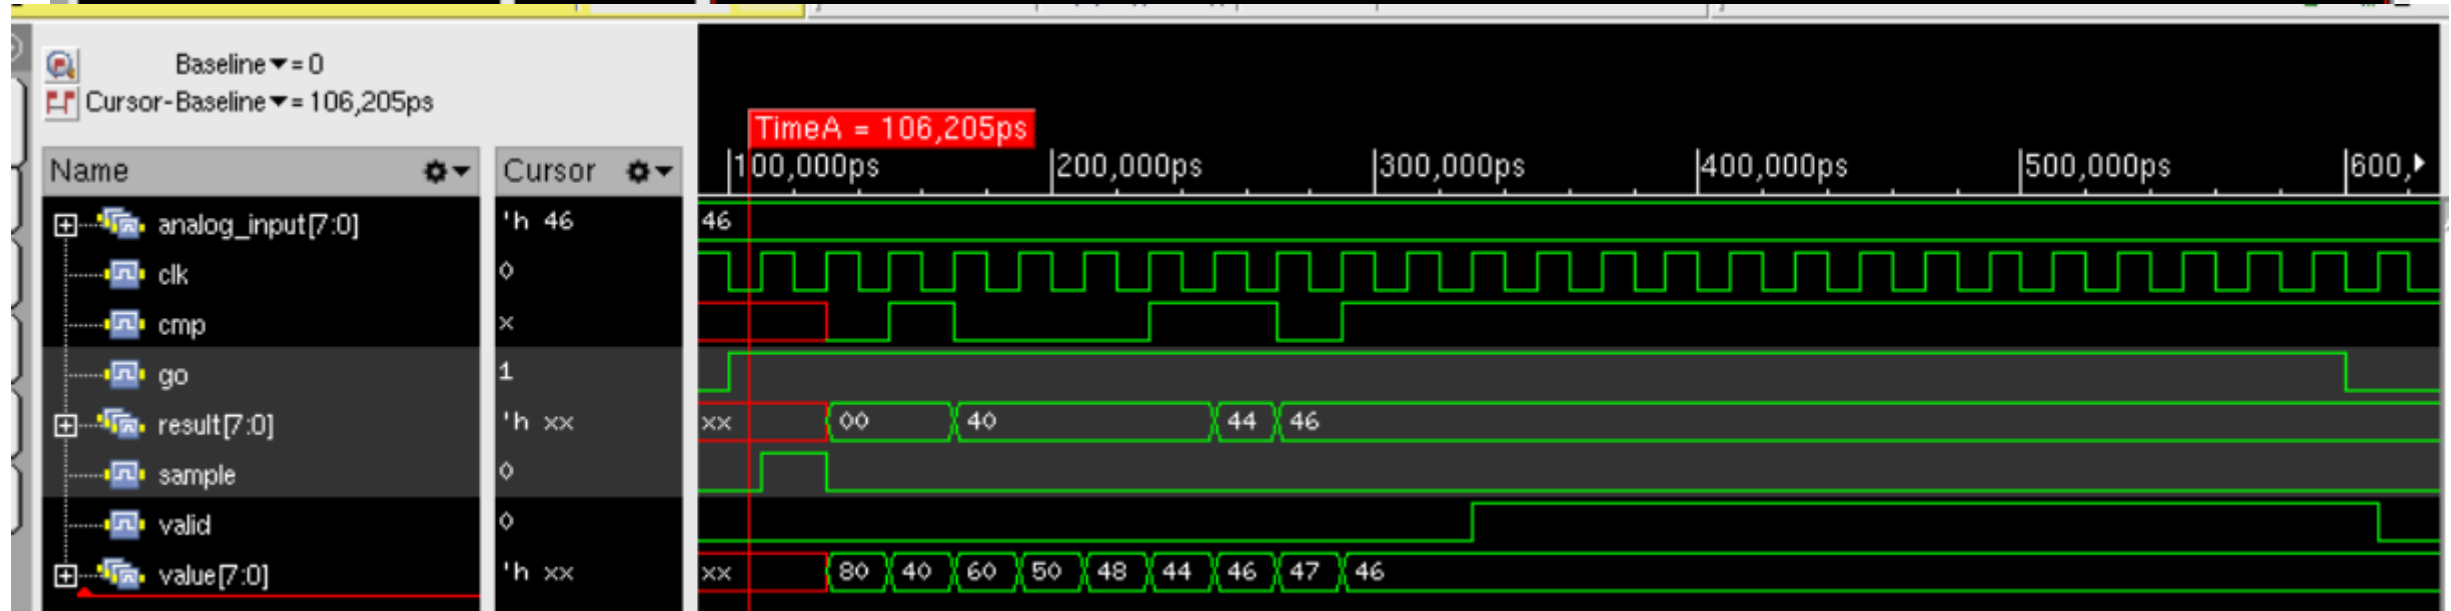 Baseline▼= 0
Cursor-Baseline▼= 106,205ps
TimeA = 106,205ps
Name Cursor |100,000ps |200,000ps |300,000ps |400,000ps |500,000ps |600,
analog_input[7:0] 'h 46 46
clk 0
cmp x
go 1
result[7:0] 'h xx xx 00 40 44 46
sample 0
valid 0
value[7:0] 'h xx xx 80 40 60 50 48 44 46 47 46